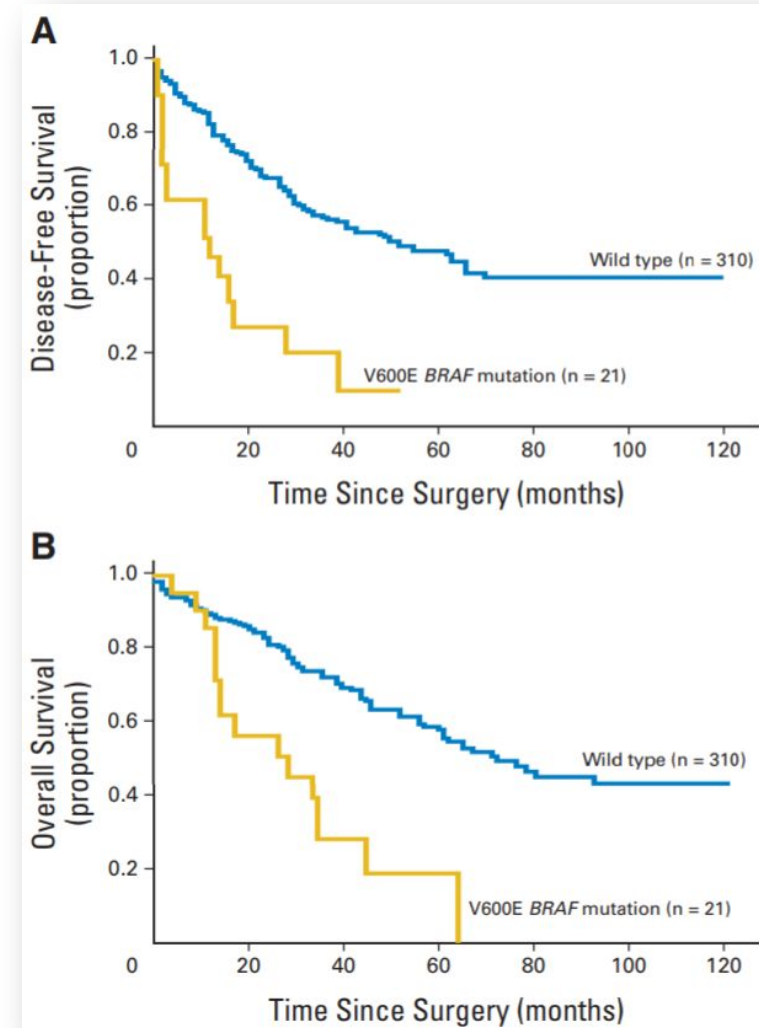 A
Disease-Free Survival
(proportion)
1.0
0.8
0.6
0.4
0.2
Wild type (n = 310)
V600E BRAF mutation (n = 21)
0 20 40 60 80 100 120
Time Since Surgery (months)
B
Overall Survival
(proportion)
1.0
0.8
0.6
0.4
0.2
Wild type (n = 310)
V600E BRAF mutation (n = 21)
0 20 40 60 80 100 120
Time Since Surgery (months)